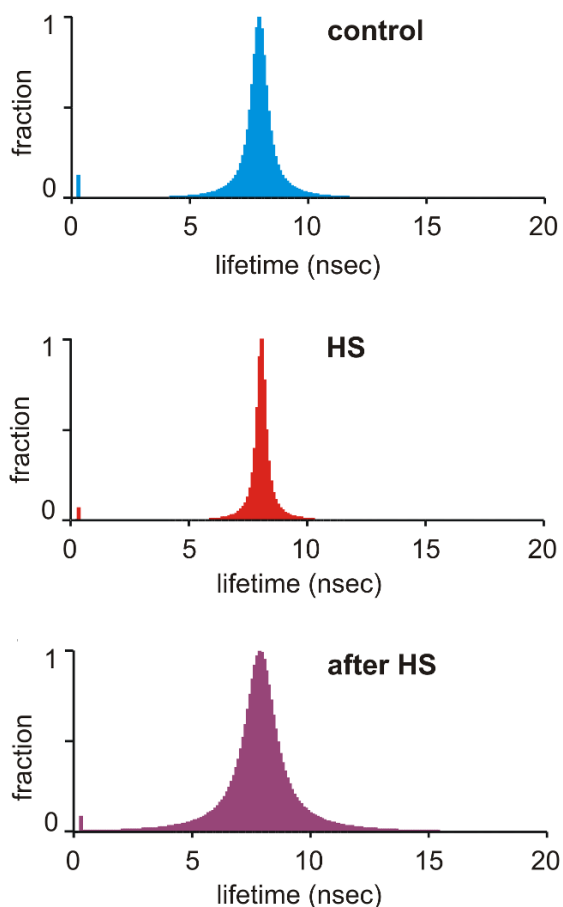 control
1
fraction
0
0 5 10 15 20
lifetime (nsec)
HS
1
fraction
0
0 5 10 15 20
lifetime (nsec)
after HS
1
fraction
0
0 5 10 15 20
lifetime (nsec)